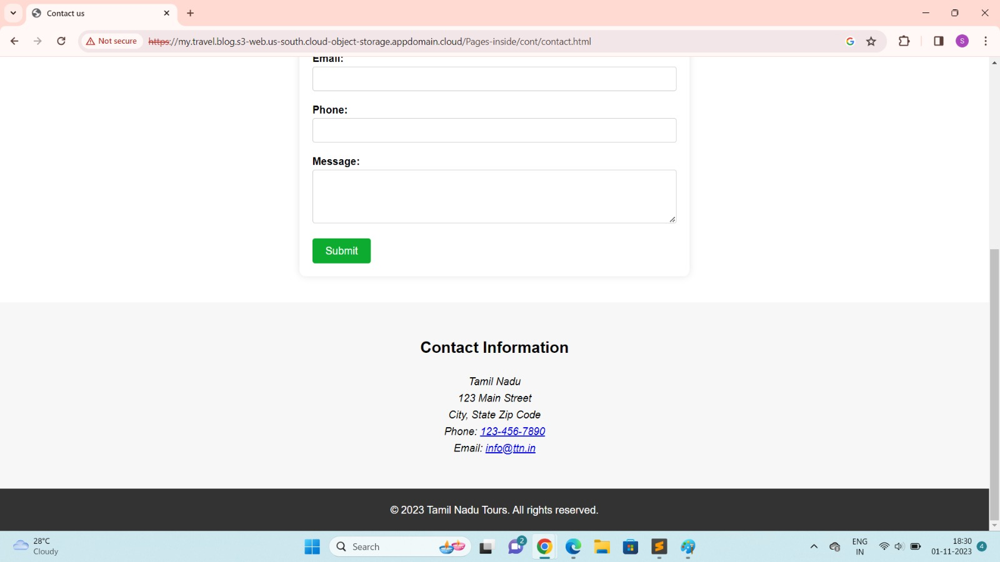 Contact us
Not secure
https://my.travel.blog.s3-web.us-south.cloud-object-storage.appdomain.cloud/Pages-inside/cont/contact.html
S
Email:
Phone:
Message:
Submit
Contact Information
Tamil Nadu
123 Main Street
City, State Zip Code
Phone: 123-456-7890
Email: info@ttn.in
© 2023 Tamil Nadu Tours. All rights reserved.
28°C
Cloudy
Search
2
ENG
IN
18:30
01-11-2023
4